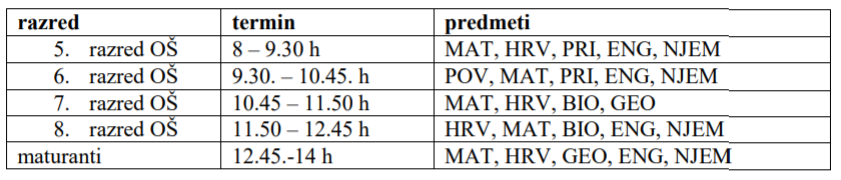 razred termin predmeti
5. razred OŠ 8 – 9.30 h MAT, HRV, PRI, ENG, NJEM
6. razred OŠ 9.30. – 10.45. h POV, MAT, PRI, ENG, NJEM
7. razred OŠ 10.45 – 11.50 h MAT, HRV, BIO, GEO
8. razred OŠ 11.50 – 12.45 h HRV, MAT, BIO, ENG, NJEM
maturanti 12.45.-14 h MAT, HRV, GEO, ENG, NJEM